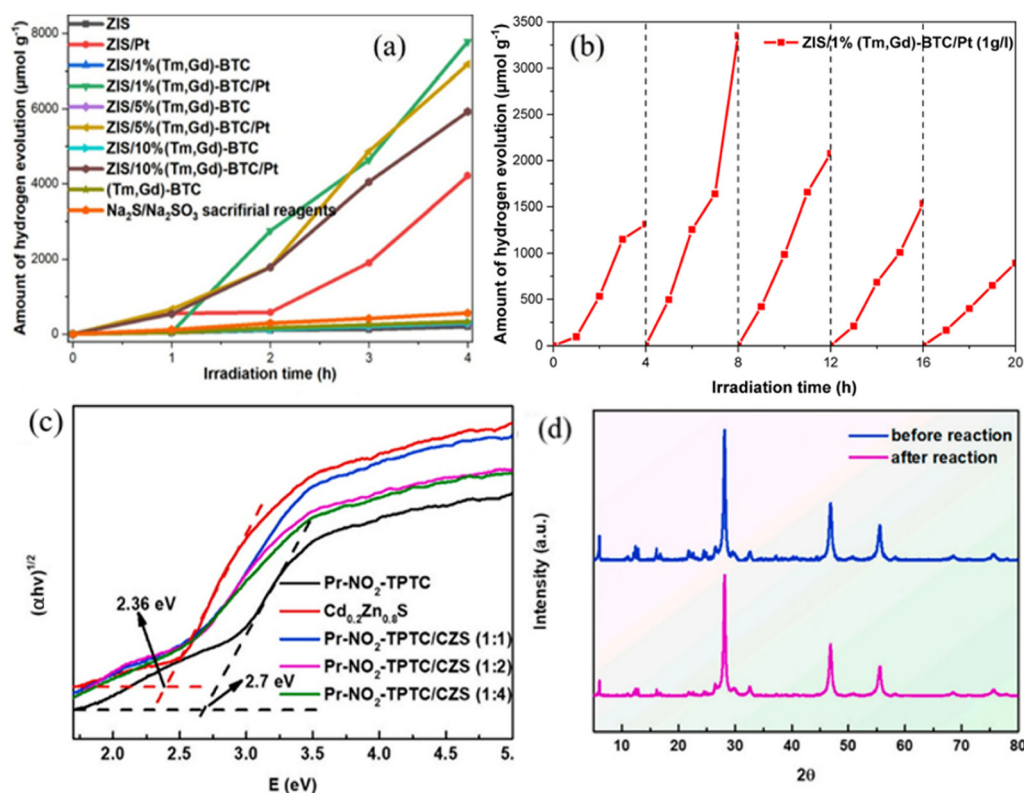 (a)
ZIS
ZIS/Pt
ZIS/1%(Tm,Gd)-BTC
ZIS/1%(Tm,Gd)-BTC/Pt
ZIS/5%(Tm,Gd)-BTC
ZIS/5%(Tm,Gd)-BTC/Pt
ZIS/10%(Tm,Gd)-BTC
ZIS/10%(Tm,Gd)-BTC/Pt
(Tm,Gd)-BTC
Na₂S/Na₂SO₃ sacrifirial reagents
Amount of hydrogen evolution (μmol g⁻¹)
8000
6000
4000
2000
0
0 1 2 3 4
Irradiation time (h)
(b)
ZIS/1% (Tm,Gd)-BTC/Pt (1g/l)
Amount of hydrogen evolution (μmol g⁻¹)
3500
3000
2500
2000
1500
1000
500
0
0 4 8 12 16 20
Irradiation time (h)
(c)
(αhv)¹/²
2.36 eV
2.7 eV
Pr-NO₂-TPTC
Cd₀.₂Zn₀.₈S
Pr-NO₂-TPTC/CZS (1:1)
Pr-NO₂-TPTC/CZS (1:2)
Pr-NO₂-TPTC/CZS (1:4)
2.0 2.5 3.0 3.5 4.0 4.5 5.
E (eV)
(d)
before reaction
after reaction
Intensity (a.u.)
10 20 30 40 50 60 70 80
2θ